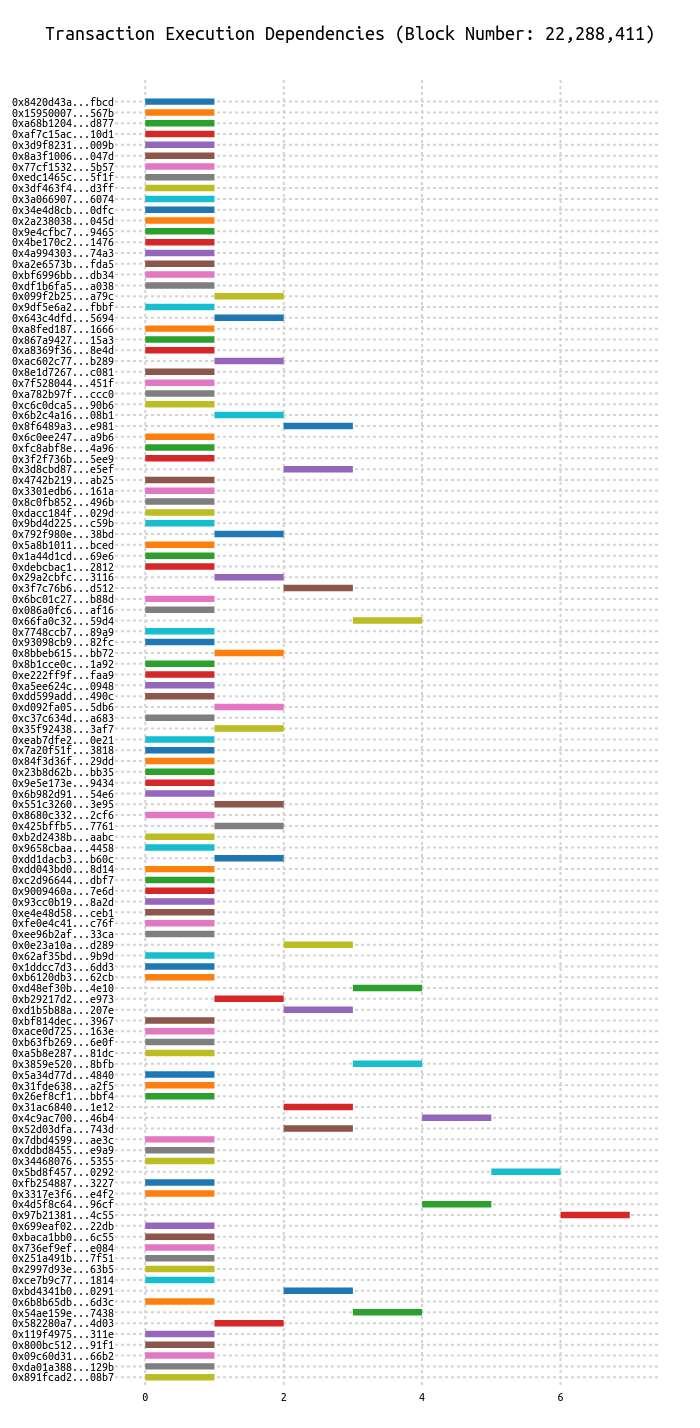 Transaction Execution Dependencies (Block Number: 22,288,411)
0x8420d43a...fbcd
0x15950007...567b
0xa68b1204...d877
0xaf7c15ac...10d1
0x3d9f8231...009b
0x8a3f1006...047d
0x77cf1532...5b57
0xedc1465c...5f1f
0x3df463f4...d3ff
0x3a066907...6074
0x34e4d8cb...0dfc
0x2a238038...045d
0x9e4cfbc7...9465
0x4be170c2...1476
0x4a994303...74a3
0xa2e6573b...fda5
0xbf6996bb...db34
0xdf1b6fa5...a038
0x099f2b25...a79c
0x9df5e6a2...fbbf
0x643c4dfd...5694
0xa8fed187...1666
0x867a9427...15a3
0xa8369f36...8e4d
0xac602c77...b289
0x8e1d7267...c081
0x7f528044...451f
0xa782b97f...ccc0
0xc6c0dca5...90b6
0x6b2c4a16...08b1
0x8f6489a3...e981
0x6c0ee247...a9b6
0xfc8abf8e...4a96
0x3f2f736b...5ee9
0x3d8cbd87...e5ef
0x4742b219...ab25
0x3301edb6...161a
0x8c0fb852...496b
0xdacc184f...029d
0x9bd4d225...c59b
0x792f980e...38bd
0x5a8b1011...bced
0x1a44d1cd...69e6
0xdebcbac1...2812
0x29a2cbfc...3116
0x3f7c76b6...d512
0x6bc01c27...b88d
0x086a0fc6...af16
0x66fa0c32...59d4
0x7748ccb7...89a9
0x93098cb9...82fc
0x8bbeb615...bb72
0x8b1cce0c...1a92
0xe222ff9f...faa9
0xa5ee624c...0948
0xdd599add...490c
0xd092fa05...5db6
0xc37c634d...a683
0x35f92438...3af7
0xeab7dfe2...0e21
0x7a20f51f...3818
0x84f3d36f...29dd
0x23b8d62b...bb35
0x9e5e173e...9434
0x6b982d91...54e6
0x551c3260...3e95
0x8680c332...2cf6
0x425bffb5...7761
0xb2d2438b...aabc
0x9658cbaa...4458
0xdd1dacb3...b60c
0xdd043bd0...8d14
0xc2d96644...dbf7
0x9009460a...7e6d
0x93cc0b19...8a2d
0xe4e48d58...ceb1
0xfe0e4c41...c76f
0xee96b2af...33ca
0x0e23a10a...d289
0x62af35bd...9b9d
0x1ddcc7d3...6dd3
0xb6120db3...62cb
0xd48ef30b...4e10
0xb29217d2...e973
0xd1b5b88a...207e
0xbf814dec...3967
0xace0d725...163e
0xb63fb269...6e0f
0xa5b8e287...81dc
0x3859e520...8bfb
0x5a34d77d...4840
0x31fde638...a2f5
0x26ef8cf1...bbf4
0x31ac6840...1e12
0x4c9ac700...46b4
0x52d03dfa...743d
0x7dbd4599...ae3c
0xddbd8455...e9a9
0x34468076...5355
0x5bd8f457...0292
0xfb254887...3227
0x3317e3f6...e4f2
0x4d5f8c64...96cf
0x97b21381...4c55
0x699eaf02...22db
0xbaca1bb0...6c55
0x736ef9ef...e084
0x251a491b...7f51
0x2997d93e...63b5
0xce7b9c77...1814
0xbd4341b0...0291
0x6b8b65db...6d3c
0x54ae159e...7438
0x582280a7...4d03
0x119f4975...311e
0x800bc512...91f1
0x09c60d31...66b2
0xda01a388...129b
0x891fcad2...08b7
0 2 4 6